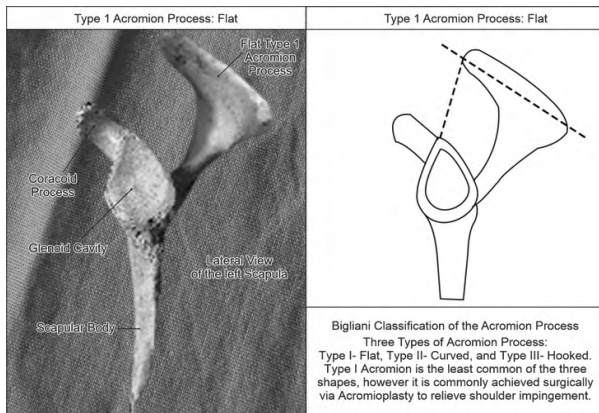 Type 1 Acromion Process: Flat
Flat Type 1
Acromion
Process
Coracoid
Process
Glenoid Cavity
Lateral View
of the left Scapula
Scapular Body
Type 1 Acromion Process: Flat
Bigliani Classification of the Acromion Process
Three Types of Acromion Process:
Type I- Flat, Type II- Curved, and Type III- Hooked.
Type I Acromion is the least common of the three
shapes, however it is commonly achieved surgically
via Acromioplasty to relieve shoulder impingement.